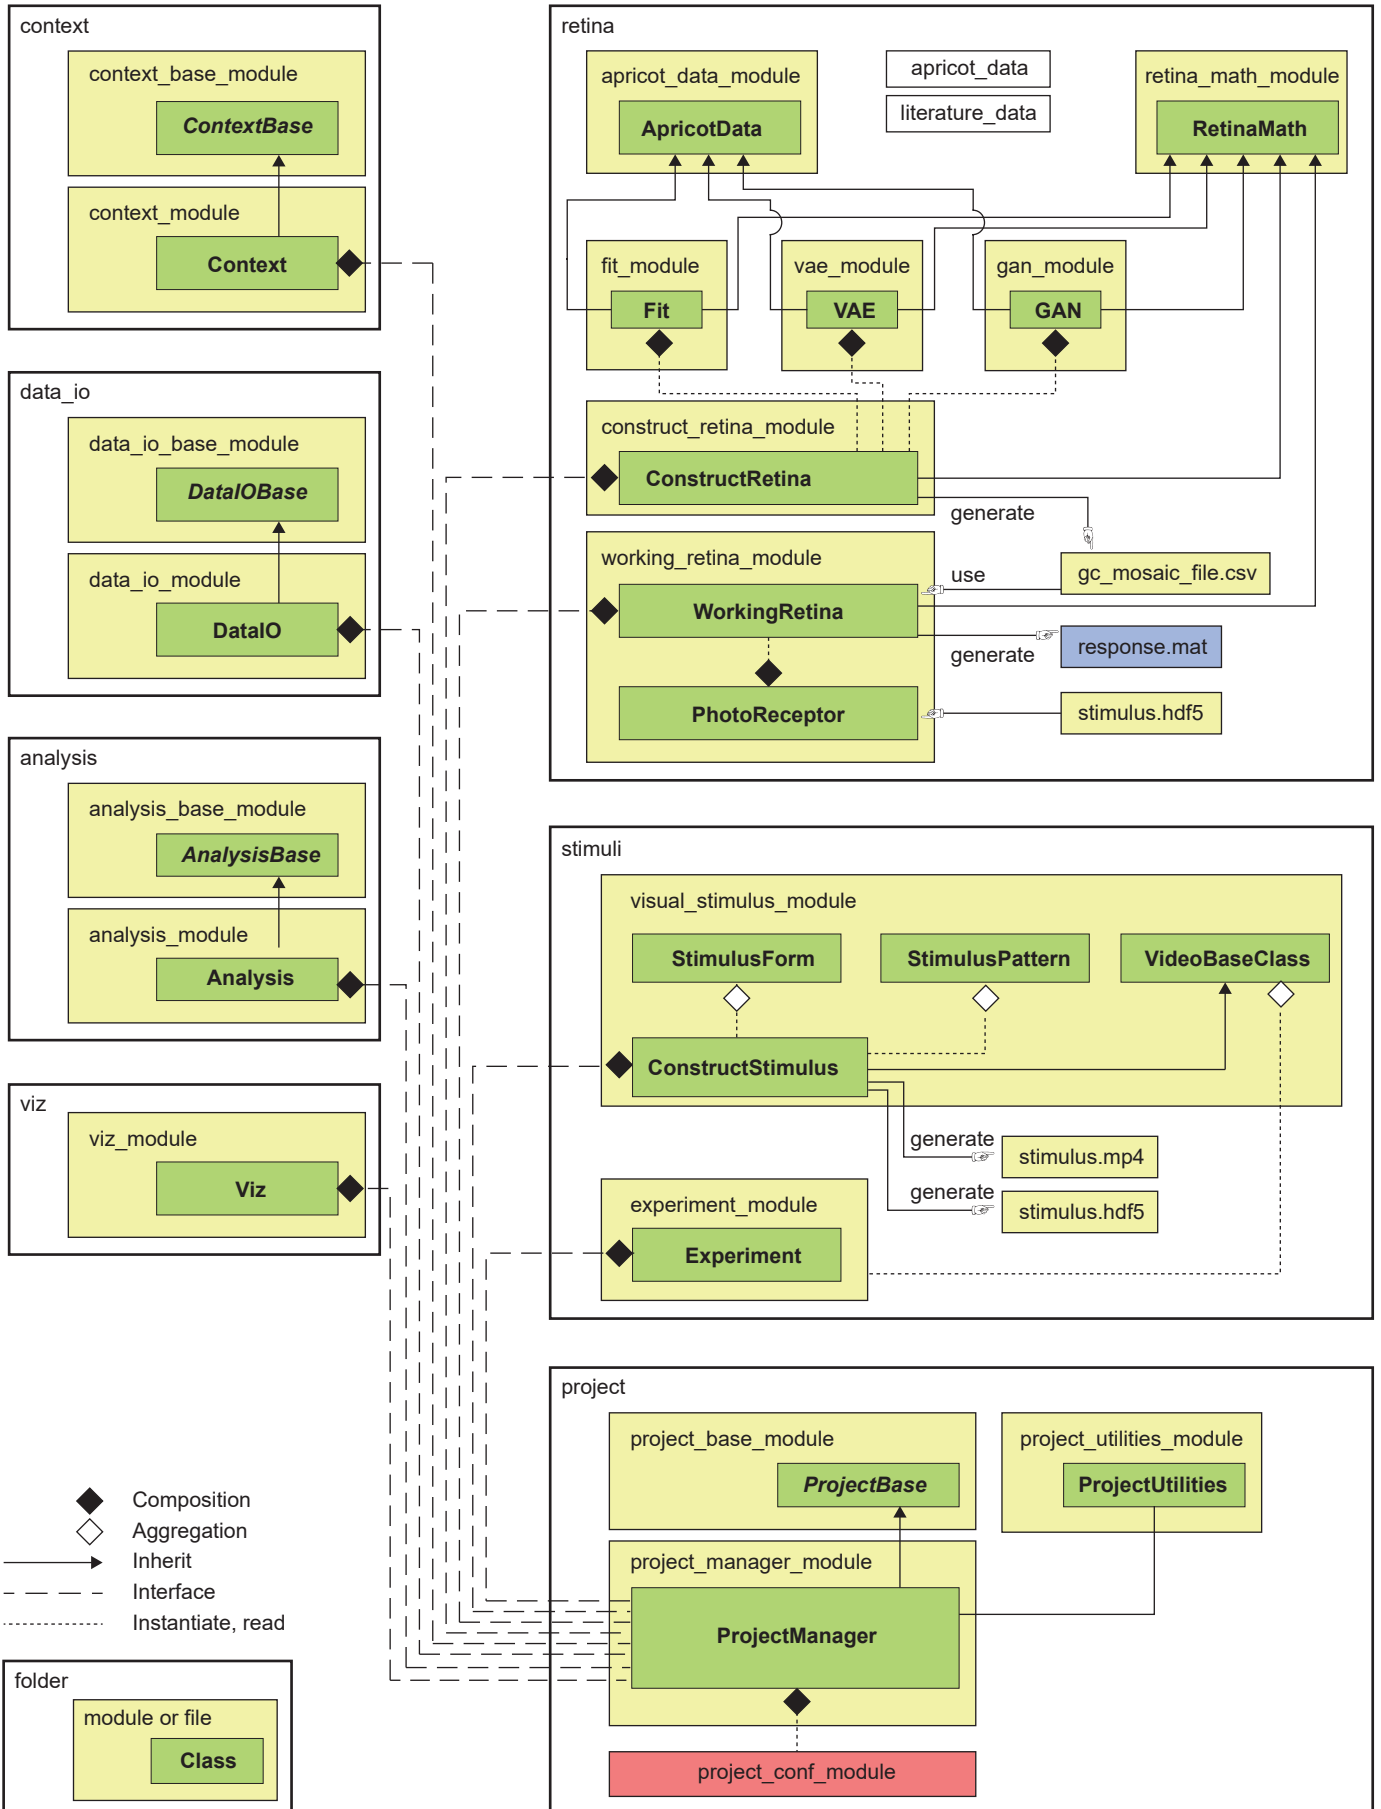 context
context_base_module
ContextBase
context_module
Context
data_io
data_io_base_module
DataIOBase
data_io_module
DataIO
analysis
analysis_base_module
AnalysisBase
analysis_module
Analysis
viz
viz_module
Viz
Composition
Aggregation
Inherit
Interface
Instantiate, read
folder
module or file
Class
retina
apricot_data_module
ApricotData
apricot_data
literature_data
retina_math_module
RetinaMath
fit_module
Fit
vae_module
VAE
gan_module
GAN
construct_retina_module
ConstructRetina
generate
gc_mosaic_file.csv
working_retina_module
use
WorkingRetina
generate
response.mat
PhotoReceptor
stimulus.hdf5
stimuli
visual_stimulus_module
StimulusForm
StimulusPattern
VideoBaseClass
ConstructStimulus
generate
stimulus.mp4
generate
stimulus.hdf5
experiment_module
Experiment
project
project_base_module
ProjectBase
project_utilities_module
ProjectUtilities
project_manager_module
ProjectManager
project_conf_module